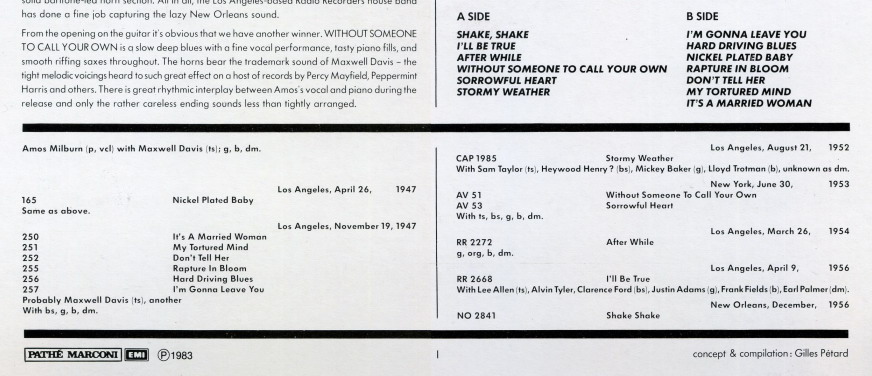 solid baritone-led horn section. All in all, the Los Angeles-based Radio Recorders house band
has done a fine job capturing the lazy New Orleans sound.
From the opening on the guitar it's obvious that we have another winner. WITHOUT SOMEONE
TO CALL YOUR OWN is a slow deep blues with a fine vocal performance, tasty piano fills, and
smooth riffing saxes throughout. The horns bear the trademark sound of Maxwell Davis – the
tight melodic voicings heard to such great effect on a host of records by Percy Mayfield, Peppermint
Harris and others. There is great rhythmic interplay between Amos's vocal and piano during the
release and only the rather careless ending sounds less than tightly arranged.
A SIDE
SHAKE, SHAKE
I'LL BE TRUE
AFTER WHILE
WITHOUT SOMEONE TO CALL YOUR OWN
SORROWFUL HEART
STORMY WEATHER
B SIDE
I'M GONNA LEAVE YOU
HARD DRIVING BLUES
NICKEL PLATED BABY
RAPTURE IN BLOOM
DON'T TELL HER
MY TORTURED MIND
IT'S A MARRIED WOMAN
Amos Milburn (p, vcl) with Maxwell Davis (ts); g, b, dm.
Los Angeles, April 26, 1947
165 Nickel Plated Baby
Same as above.
Los Angeles, November 19, 1947
250 It's A Married Woman
251 My Tortured Mind
252 Don't Tell Her
255 Rapture In Bloom
256 Hard Driving Blues
257 I'm Gonna Leave You
Probably Maxwell Davis (ts), another
With bs, g, b, dm.
Los Angeles, August 21, 1952
CAP 1985 Stormy Weather
With Sam Taylor (ts), Heywood Henry ? (bs), Mickey Baker (g), Lloyd Trotman (b), unknown as dm.
New York, June 30, 1953
AV 51 Without Someone To Call Your Own
AV 53 Sorrowful Heart
With ts, bs, g, b, dm.
Los Angeles, March 26, 1954
RR 2272 After While
g, org, b, dm.
Los Angeles, April 9, 1956
RR 2668 I'll Be True
With Lee Allen (ts), Alvin Tyler, Clarence Ford (bs), Justin Adams (g), Frank Fields (b), Earl Palmer (dm).
New Orleans, December, 1956
NO 2841 Shake Shake
PATHÉ MARCONI EMI Ⓟ 1983
I
concept & compilation : Gilles Pétard